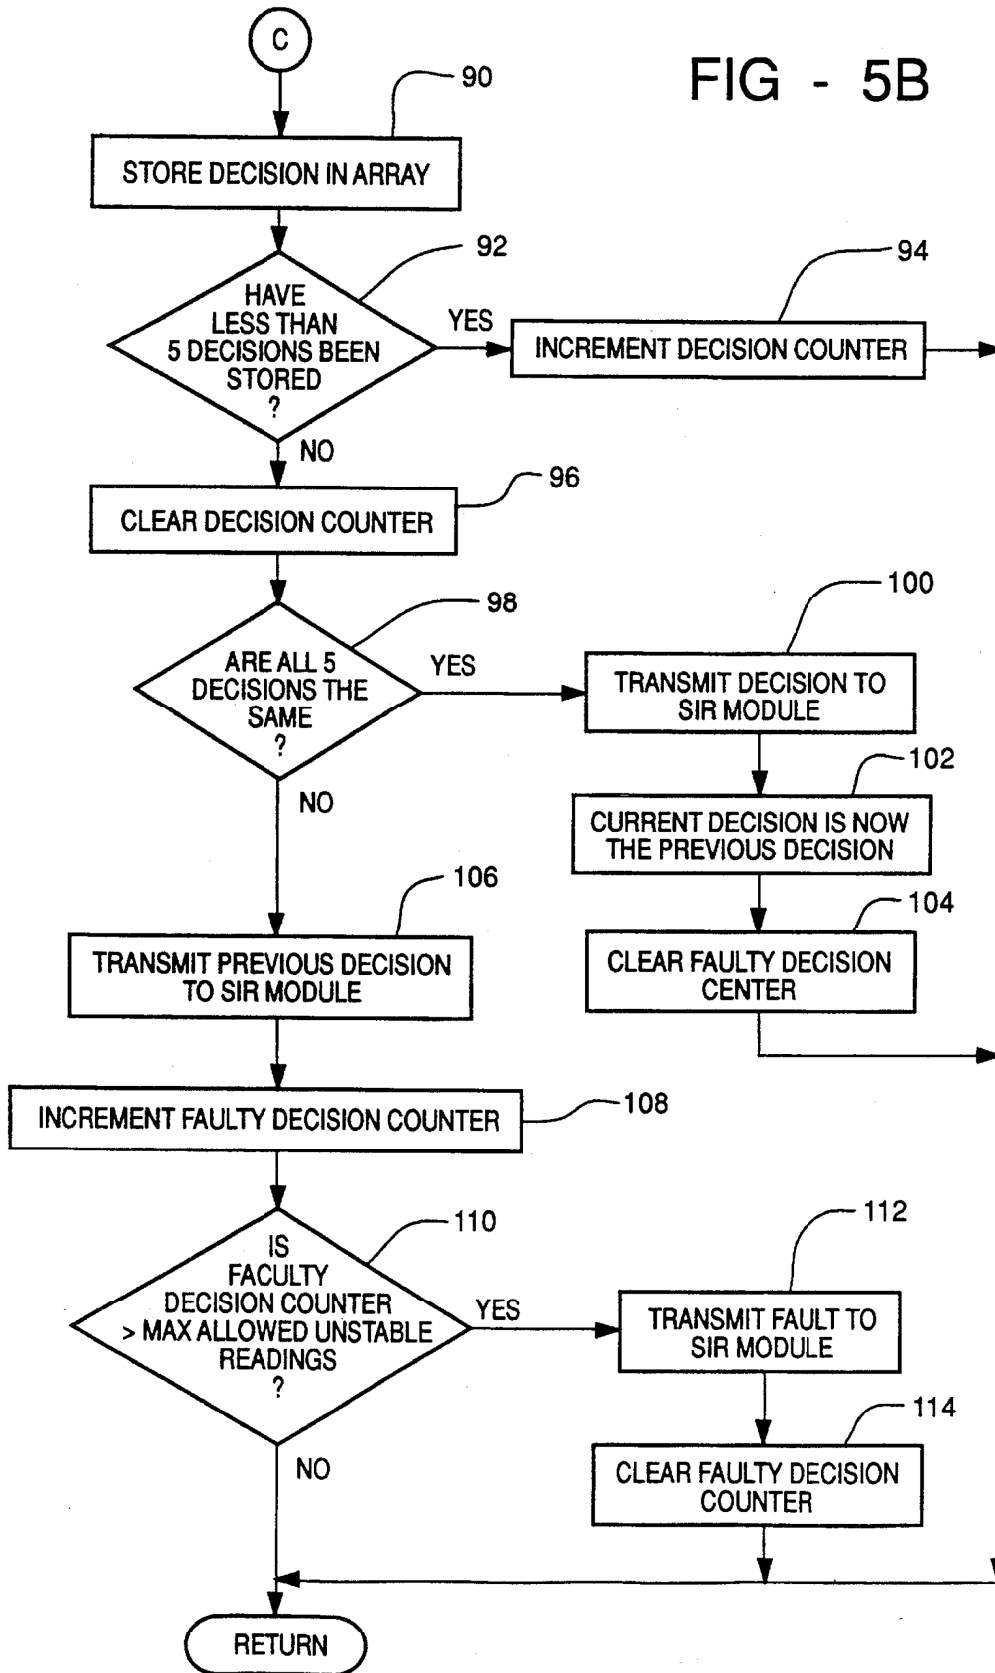 C
FIG - 5B
90
STORE DECISION IN ARRAY
92
HAVE
LESS THAN
5 DECISIONS BEEN
STORED
?
YES
94
INCREMENT DECISION COUNTER
NO
96
CLEAR DECISION COUNTER
98
ARE ALL 5
DECISIONS THE
SAME
?
YES
100
TRANSMIT DECISION TO
SIR MODULE
102
CURRENT DECISION IS NOW
THE PREVIOUS DECISION
104
CLEAR FAULTY DECISION
CENTER
NO
106
TRANSMIT PREVIOUS DECISION
TO SIR MODULE
INCREMENT FAULTY DECISION COUNTER
108
110
IS
FACULTY
DECISION COUNTER
> MAX ALLOWED UNSTABLE
READINGS
?
YES
112
TRANSMIT FAULT TO
SIR MODULE
114
CLEAR FAULTY DECISION
COUNTER
NO
RETURN